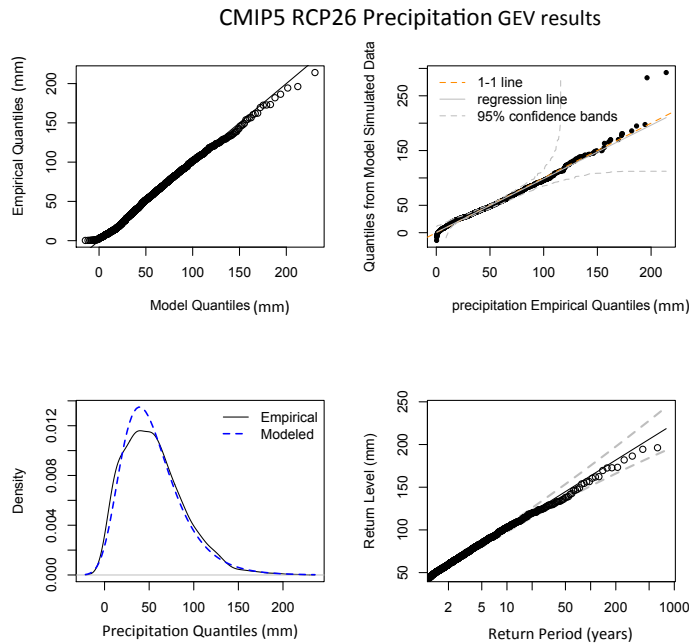 CMIP5 RCP26 Precipitation GEV results
Empirical Quantiles (mm)
200
150
100
50
0
0 50 100 150 200
Model Quantiles (mm)
Quantiles from Model Simulated Data
250
150
50
0
1-1 line
regression line
95% confidence bands
0 50 100 150 200
precipitation Empirical Quantiles (mm)
Density
0.012
0.008
0.004
0.000
Empirical
Modeled
0 50 100 200
Precipitation Quantiles (mm)
Return Level (mm)
250
200
150
100
50
2 5 10 50 100 200 1000
Return Period (years)